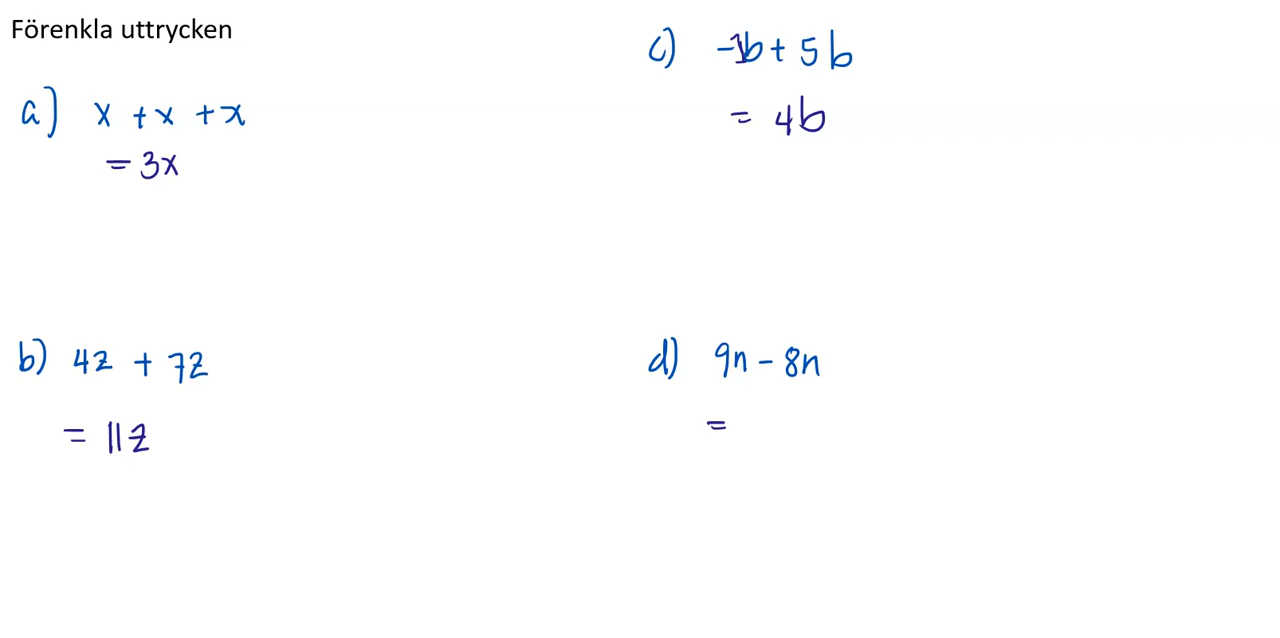 Förenkla uttrycken
a) x + x + x
= 3x
b) 4z + 7z
= 11z
c) -1b + 5b
= 4b
d) 9n - 8n
=